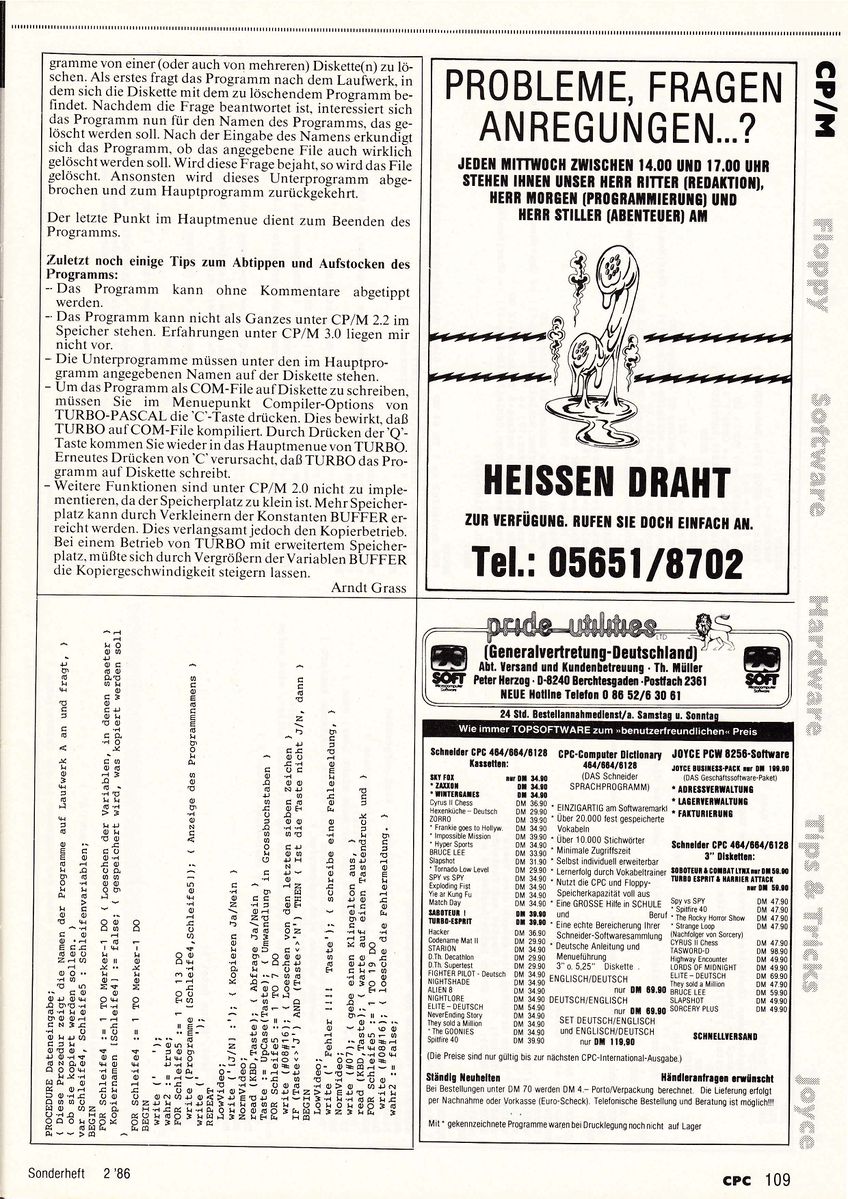 gramme von einer (oder auch von mehreren) Diskette(n) zu lö-
schen. Als erstes fragt das Programm nach dem Laufwerk, in
dem sich die Diskette mit dem zu löschendem Programm be-
findet. Nachdem die Frage beantwortet ist, interessiert sich
das Programm nun für den Namen des Programms, das ge-
löscht werden soll. Nach der Eingabe des Namens erkundigt
sich das Programm, ob das angegebene File auch wirklich
gelöscht werden soll. Wird diese Frage bejaht, so wird das File
gelöscht. Ansonsten wird dieses Unterprogramm abge-
brochen und zum Hauptprogramm zurückgekehrt.
Der letzte Punkt im Hauptmenue dient zum Beenden des
Programms.
Zuletzt noch einige Tips zum Abtippen und Aufstocken des
Programms:
– Das Programm kann ohne Kommentare abgetippt
werden.
– Das Programm kann nicht als Ganzes unter CP/M 2.2 im
Speicher stehen. Erfahrungen unter CP/M 3.0 liegen mir
nicht vor.
– Die Unterprogramme müssen unter den im Hauptpro-
gramm angegebenen Namen auf der Diskette stehen.
– Um das Programm als COM-File auf Diskette zu schreiben,
müssen Sie im Menuepunkt Compiler-Options von
TURBO-PASCAL die 'C'-Taste drücken. Dies bewirkt, daß
TURBO auf COM-File kompiliert. Durch Drücken der 'Q'-
Taste kommen Sie wieder in das Hauptmenue von TURBO.
Erneutes Drücken von 'C' verursacht, daß TURBO das Pro-
gramm auf Diskette schreibt.
– Weitere Funktionen sind unter CP/M 2.0 nicht zu imple-
mentieren, da der Speicherplatz zu klein ist. Mehr Speicher-
platz kann durch Verkleinern der Konstanten BUFFER er-
reicht werden. Dies verlangsamt jedoch den Kopierbetrieb.
Bei einem Betrieb von TURBO mit erweitertem Speicher-
platz, müßte sich durch Vergrößern der Variablen BUFFER
die Kopiergeschwindigkeit steigern lassen.
Arndt Grass
PROCEDURE Dateneingabe;
( Diese Prozedur zeigt die Namen der Programme auf Laufwerk A an und fragt, )
( ob sie kopiert werden sollen. )
var Schleife4, Schleife5 : Schleifenvariablen;
BEGIN
FOR Schleife4 := 1 TO Merker-1 DO ( Loeschen der Variablen, in denen spaeter )
Kopiernamen [Schleife4] := false; ( gespeichert wird, was kopiert werden soll
)
FOR Schleife4 := 1 TO Merker-1 DO
BEGIN
write (' ');
wahr2 := true;
FOR Schleife5 := 1 TO 13 DO
write (Programme [Schleife4,Schleife5]); ( Anzeige des Programmnamens )
write (' ');
REPEAT
LowVideo;
write ('[J/N] :'); ( Kopieren Ja/Nein )
NormVideo;
read (KBD,Taste); ( Abfrage Ja/Nein )
Taste := UpCase(Taste); ( Umwandlung in Grossbuchstaben )
FOR Schleife5 := 1 TO 7 DO
write (#08#16); ( Loeschen von den letzten sieben Zeichen )
IF (Taste<>'J') AND (Taste<>'N') THEN ( Ist die Taste nicht J/N, dann )
BEGIN
LowVideo;
write (' Fehler !!!! Taste'); ( schreibe eine Fehlermeldung, )
NormVideo;
write (#07); ( gebe einen Klingelton aus, )
read (KBD,Taste); ( warte auf einen Tastendruck und )
FOR Schleife5 := 1 TO 19 DO
write (#08#16); ( loesche die Fehlermeldung. )
wahr2 := false;
PROBLEME, FRAGEN
ANREGUNGEN...?
JEDEN MITTWOCH ZWISCHEN 14.00 UND 17.00 UHR
STEHEN IHNEN UNSER HERR RITTER (REDAKTION),
HERR MORGEN (PROGRAMMIERUNG) UND
HERR STILLER (ABENTEUER) AM
HEISSEN DRAHT
ZUR VERFÜGUNG. RUFEN SIE DOCH EINFACH AN.
Tel.: 05651/8702
pride utilities LTD
(Generalvertretung-Deutschland)
Abt. Versand und Kundenbetreuung · Th. Müller
Peter Herzog · D-8240 Berchtesgaden · Postfach 2361
NEUE Hotline Telefon 0 86 52/6 30 61
SOFT
Microcomputer
Software
SOFT
Microcomputer
Software
24 Std. Bestellannahmedienst/a. Samstag u. Sonntag
Wie immer TOPSOFTWARE zum »benutzerfreundlichen« Preis
Schneider CPC 464/664/6128
Kassetten:
SKY FOX nur DM 34.90
* ZAXXON DM 34.90
* WINTERGAMES DM 34.90
Cyrus II Chess DM 36.90
Hexenküche – Deutsch DM 29.90
ZORRO DM 39.90
* Frankie goes to Hollyw. DM 34.90
* Impossible Mission DM 39.90
* Hyper Sports DM 34.90
BRUCE LEE DM 34.90
Slapshot DM 31.90
* Tornado Low Level DM 29.90
SPY vs SPY DM 34.90
Exploding Fist DM 34.90
Yie ar Kung Fu DM 34.90
Match Day DM 34.90
SABOTEUR ! DM 39.90
TURBO-ESPRIT DM 39.90
Hacker DM 36.90
Codename Mat II DM 29.90
STARION DM 34.90
D.Th. Decathlon DM 29.90
D.Th. Supertest DM 29.90
FIGHTER PILOT - Deutsch DM 34.90
NIGHTSHADE DM 34.90
ALIEN 8 DM 34.90
NIGHTLORE DM 34.90
ELITE – DEUTSCH DM 54.90
NeverEnding Story DM 34.90
They sold a Million DM 34.90
* The GOONIES DM 34.90
Spitfire 40 DM 39.90
CPC-Computer Dictionary
464/664/6128
(DAS Schneider
SPRACHPROGRAMM)
* EINZIGARTIG am Softwaremarkt
* Über 20.000 fest gespeicherte
Vokabeln
* Über 10.000 Stichwörter
* Minimale Zugriffszeit
* Selbst individuell erweiterbar
* Lernerfolg durch Vokabeltrainer
* Nutzt die CPC und Floppy-
Speicherkapazität voll aus
* Eine GROSSE Hilfe in SCHULE
und Beruf
* Eine echte Bereicherung Ihrer
Schneider-Softwaresammlung
* Deutsche Anleitung und
Menueführung
3" o. 5,25" Diskette
ENGLISCH/DEUTSCH
nur DM 69.90
DEUTSCH/ENGLISCH
nur DM 69.90
SET DEUTSCH/ENGLISCH
und ENGLISCH/DEUTSCH
nur DM 119,90
JOYCE PCW 8256-Software
JOYCE BUSINESS-PACK nur DM 199.90
(DAS Geschäftssoftware-Paket)
* ADRESSVERWALTUNG
* LAGERVERWALTUNG
* FAKTURIERUNG
Schneider CPC 464/664/6128
3" Disketten:
SABOTEUR & COMBAT LYNX nur DM 59.90
TURBO ESPRIT & HARRIER ATTACK
nur DM 59.90
Spy vs SPY DM 47.90
* Spitfire 40 DM 47.90
* The Rocky Horror Show DM 47.90
* Strange Loop DM 47.90
(Nachfolger von Sorcery)
CYRUS II Chess DM 47.90
TASWORD-D DM 98.90
Highway Encounter DM 49.90
LORDS OF MIDNIGHT DM 49.90
ELITE – DEUTSCH DM 69.90
They sold a Million DM 47.90
BRUCE LEE DM 59.90
SLAPSHOT DM 49.90
SORCERY PLUS DM 49.90
SCHNELLVERSAND
(Die Preise sind nur gültig bis zur nächsten CPC-International-Ausgabe.)
Ständig Neuheiten Händleranfragen erwünscht
Bei Bestellungen unter DM 70 werden DM 4.– Porto/Verpackung berechnet. Die Lieferung erfolgt
per Nachnahme oder Vorkasse (Euro-Scheck). Telefonische Bestellung und Beratung ist möglich!!!
Mit * gekennzeichnete Programme waren bei Drucklegung noch nicht auf Lager
CP/M
Floppy
Software
Hardware
Tips & Tricks
Joyce
Sonderheft 2 '86
CPC 109